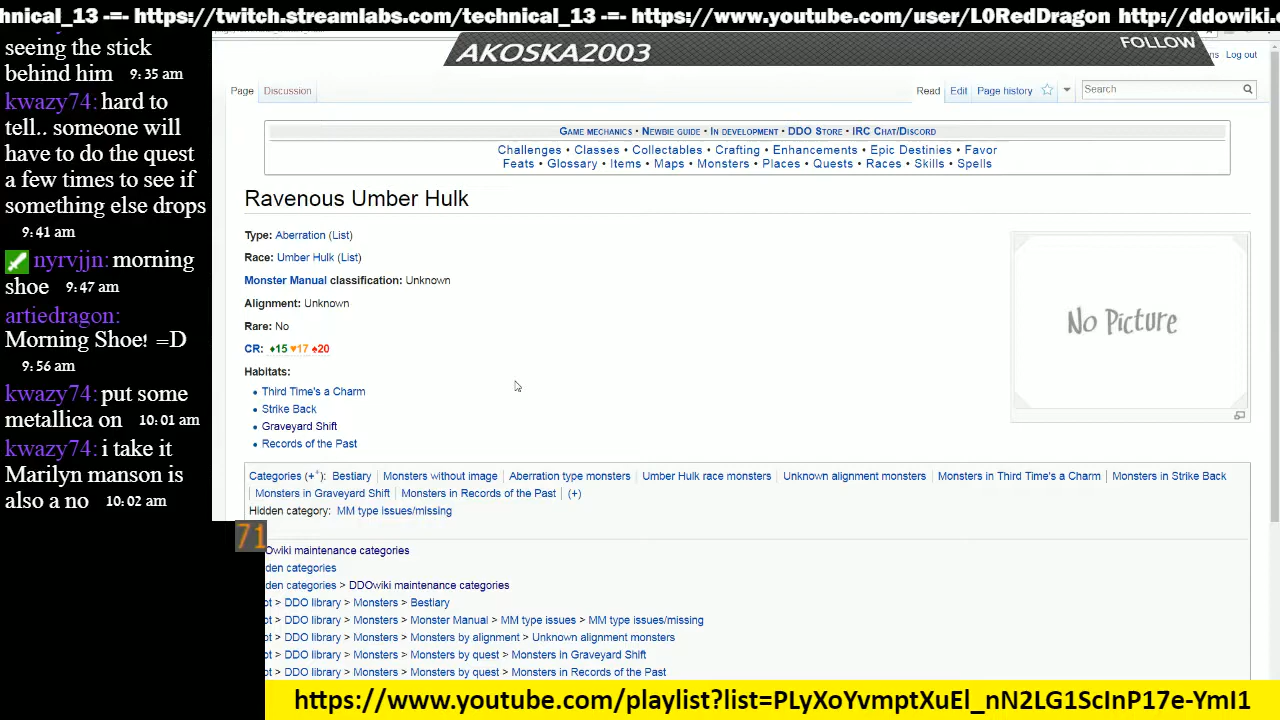 hnical_13 -=- https://twitch.streamlabs.com/technical_13 -=- https://www.youtube.com/user/L0RedDragon http://ddowiki.c
seeing the stick
behind him 9:35 am
kwazy74: hard to
tell.. someone will
have to do the quest
a few times to see if
something else drops
9:41 am
nyrvjjn: morning
shoe 9:47 am
artiedragon:
Morning Shoe! =D
9:56 am
kwazy74: put some
metallica on 10:01 am
kwazy74: i take it
Marilyn manson is
also a no 10:02 am
AKOSKA2003
FOLLOW
ns Log out
Page Discussion
Read Edit Page history Search
Game mechanics • Newbie guide • In development • DDO Store • IRC Chat/Discord
Challenges • Classes • Collectables • Crafting • Enhancements • Epic Destinies • Favor
Feats • Glossary • Items • Maps • Monsters • Places • Quests • Races • Skills • Spells
Ravenous Umber Hulk
Type: Aberration (List)
Race: Umber Hulk (List)
Monster Manual classification: Unknown
Alignment: Unknown
Rare: No
CR: ♦15 ♥17 ♠20
Habitats:
• Third Time's a Charm
• Strike Back
• Graveyard Shift
• Records of the Past
No Picture
Categories (+⁺): Bestiary | Monsters without image | Aberration type monsters | Umber Hulk race monsters | Unknown alignment monsters | Monsters in Third Time's a Charm | Monsters in Strike Back
| Monsters in Graveyard Shift | Monsters in Records of the Past | (+)
Hidden category: MM type issues/missing
71
Owiki maintenance categories
den categories
den categories > DDOwiki maintenance categories
ot > DDO library > Monsters > Bestiary
ot > DDO library > Monsters > Monster Manual > MM type issues > MM type issues/missing
ot > DDO library > Monsters > Monsters by alignment > Unknown alignment monsters
ot > DDO library > Monsters > Monsters by quest > Monsters in Graveyard Shift
ot > DDO library > Monsters > Monsters by quest > Monsters in Records of the Past
https://www.youtube.com/playlist?list=PLyXoYvmptXuEl_nN2LG1ScInP17e-YmI1